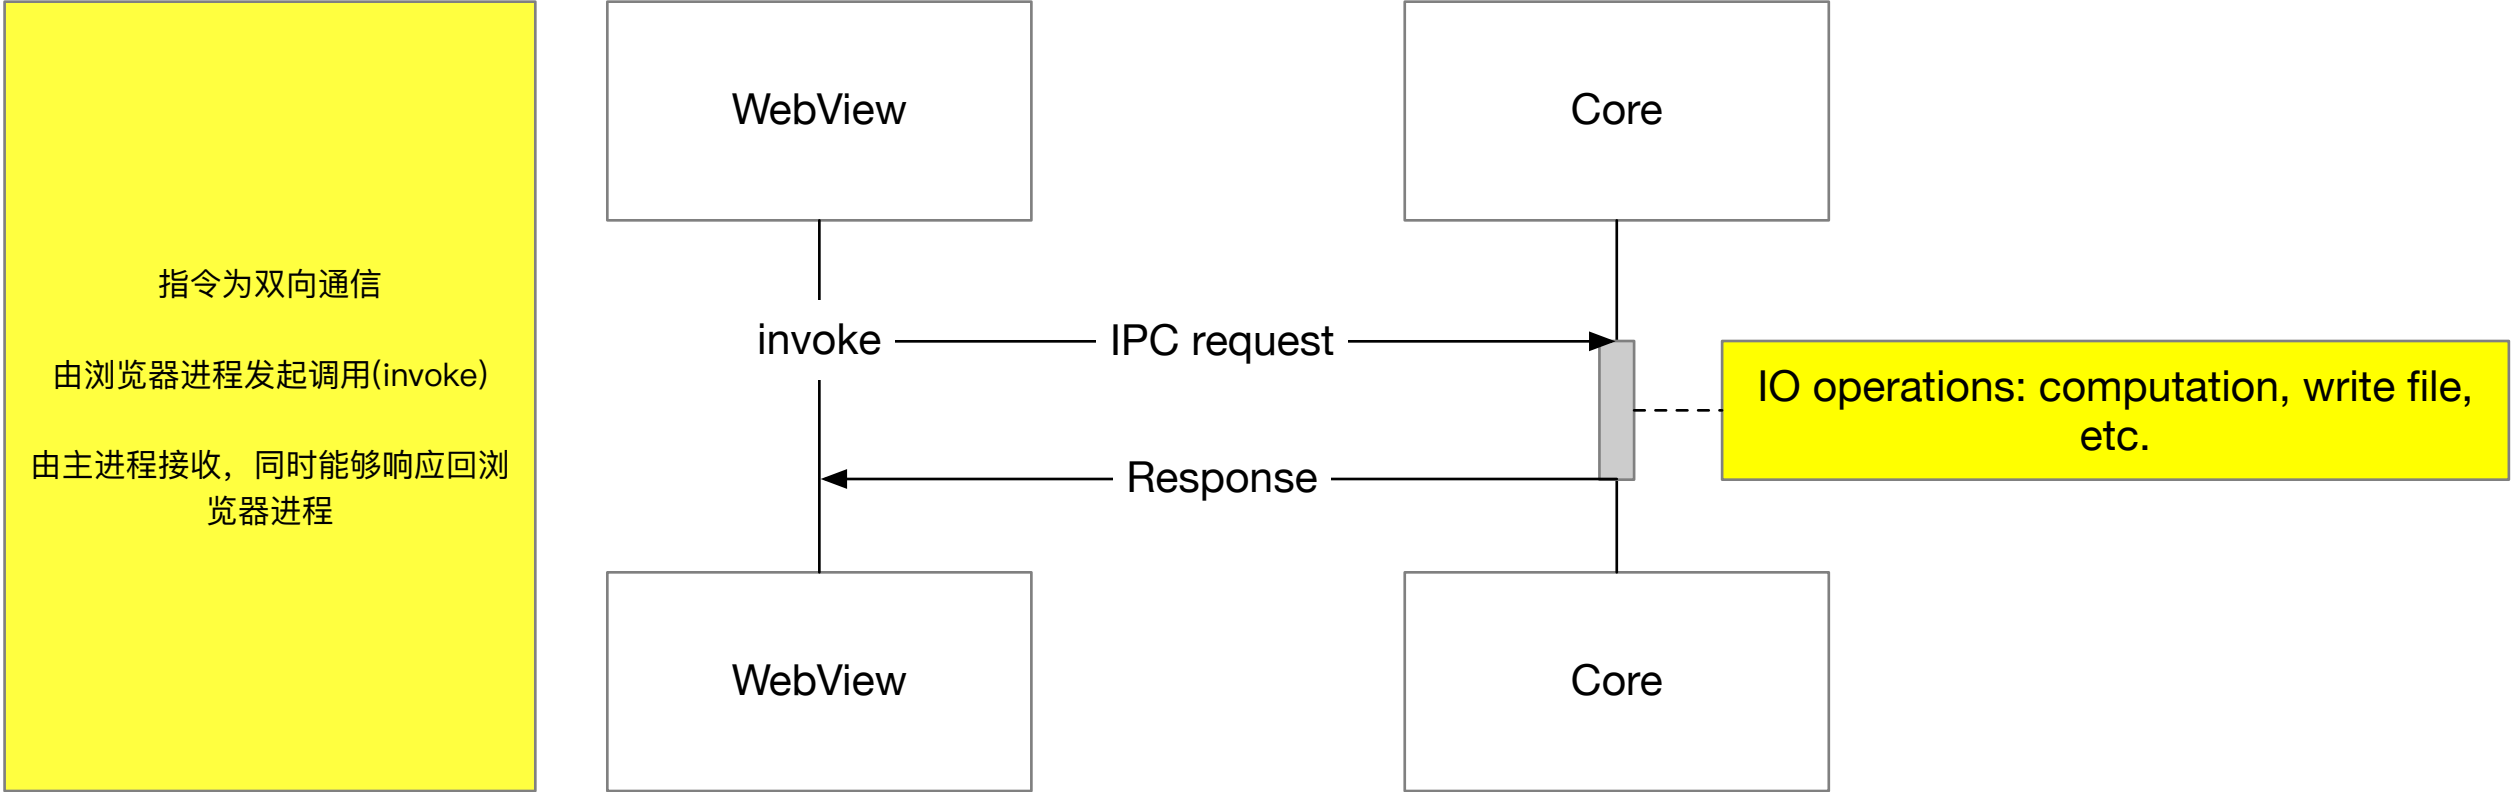 指令为双向通信
由浏览器进程发起调用(invoke)
由主进程接收，同时能够响应回浏
览器进程
WebView
Core
invoke
IPC request
IO operations: computation, write file,
etc.
Response
WebView
Core